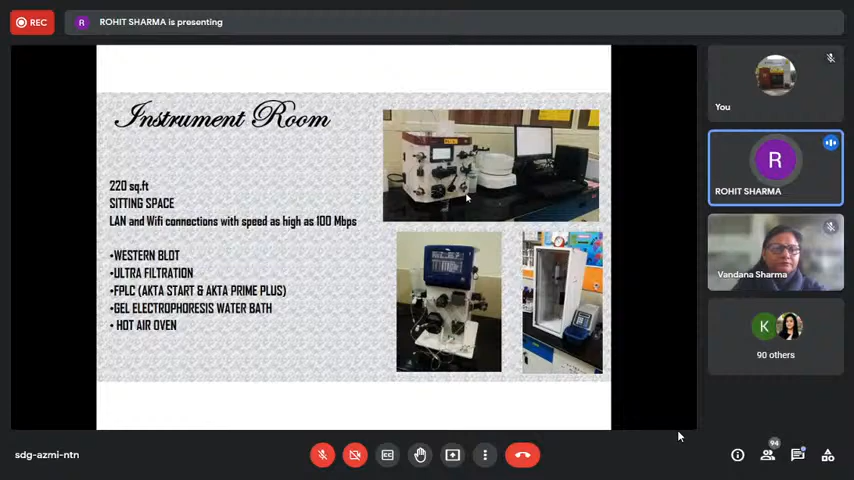 REC
R
ROHIT SHARMA is presenting
Instrument Room
220 sq.ft
SITTING SPACE
LAN and Wifi connections with speed as high as 100 Mbps
•WESTERN BLOT
•ULTRA FILTRATION
•FPLC (AKTA START & AKTA PRIME PLUS)
•GEL ELECTROPHORESIS WATER BATH
• HOT AIR OVEN
You
R
ROHIT SHARMA
Vandana Sharma
K
90 others
sdg-azmi-ntn
CC
94